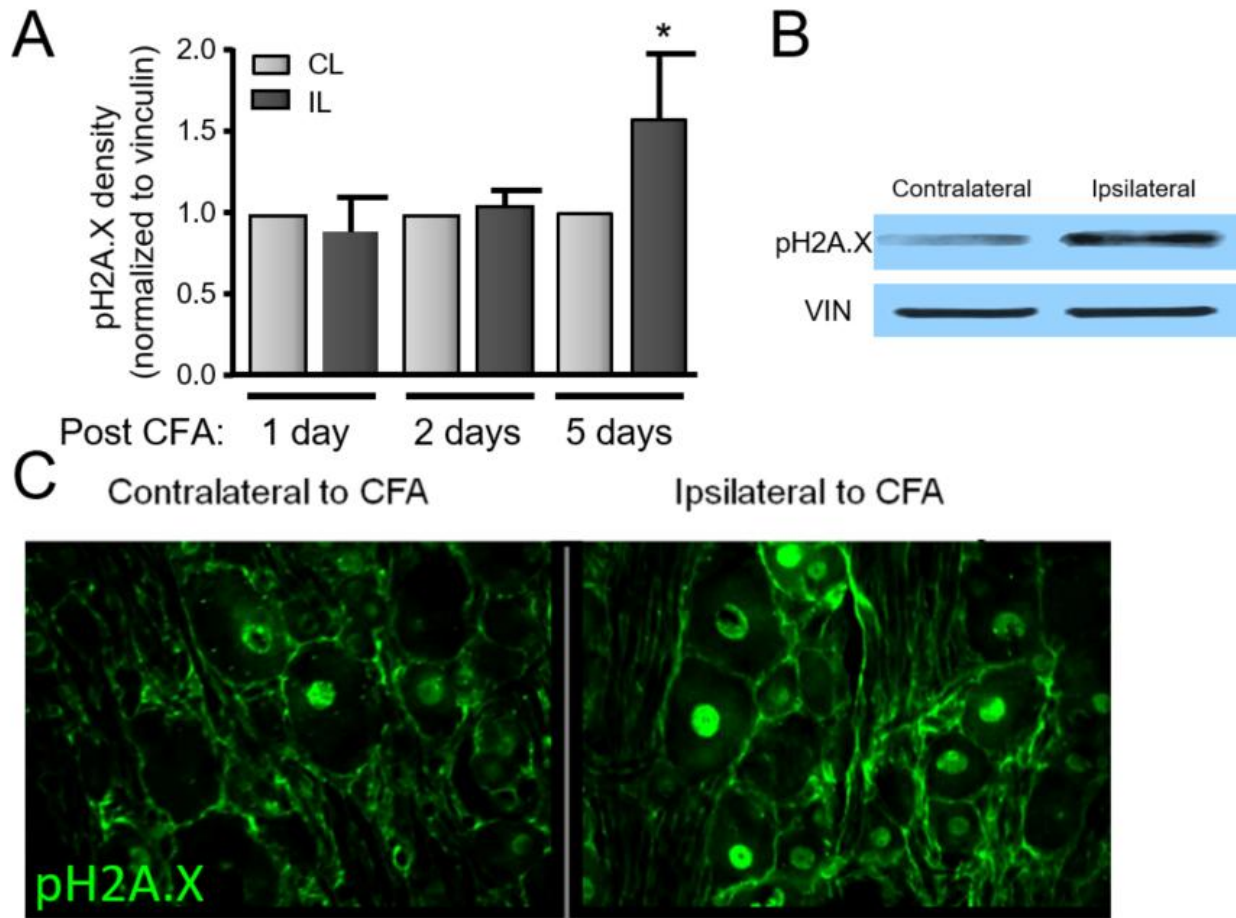 A
pH2A.X density
(normalized to vinculin)
2.0
1.5
1.0
0.5
0.0
CL
IL
*
Post CFA: 1 day 2 days 5 days
B
Contralateral Ipsilateral
pH2A.X
VIN
C
Contralateral to CFA Ipsilateral to CFA
pH2A.X